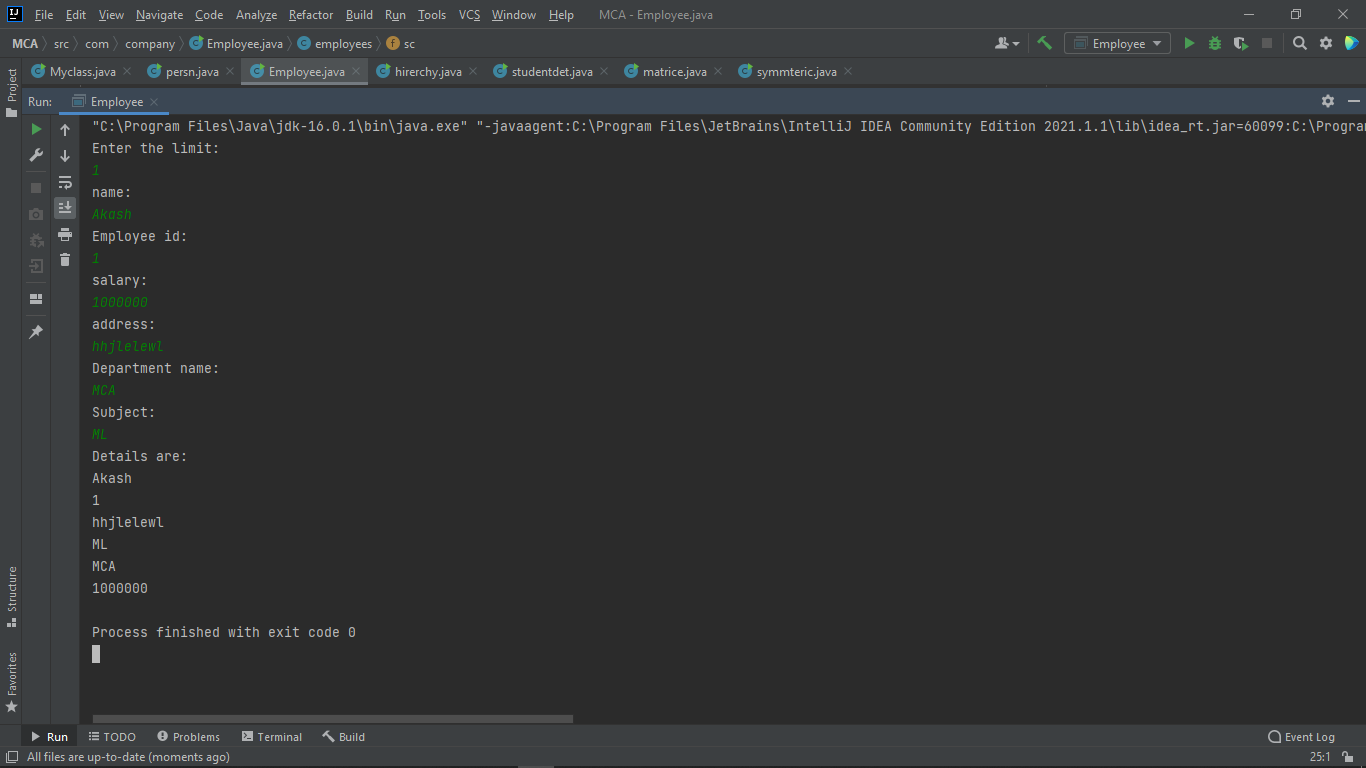 File Edit View Navigate Code Analyze Refactor Build Run Tools VCS Window Help MCA - Employee.java
MCA src com company Employee.java employees sc Employee
Myclass.java persn.java Employee.java hirerchy.java studentdet.java matrice.java symmteric.java
Project
Run: Employee
"C:\Program Files\Java\jdk-16.0.1\bin\java.exe" "-javaagent:C:\Program Files\JetBrains\IntelliJ IDEA Community Edition 2021.1.1\lib\idea_rt.jar=60099:C:\Program
Enter the limit:
1
name:
Akash
Employee id:
1
salary:
1000000
address:
hhjlelewl
Department name:
MCA
Subject:
ML
Details are:
Akash
1
hhjlelewl
ML
MCA
1000000
Process finished with exit code 0
Structure
Favorites
Run TODO Problems Terminal Build Event Log
All files are up-to-date (moments ago) 25:1